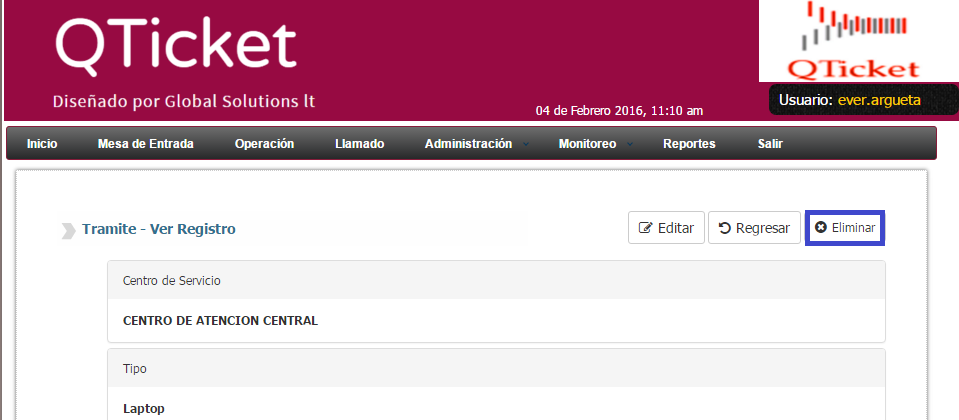 QTicket
QTicket
Diseñado por Global Solutions lt
04 de Febrero 2016, 11:10 am
Usuario: ever.argueta
Inicio Mesa de Entrada Operación Llamado Administración Monitoreo Reportes Salir
Tramite - Ver Registro
Editar Regresar Eliminar
Centro de Servicio
CENTRO DE ATENCION CENTRAL
Tipo
Laptop